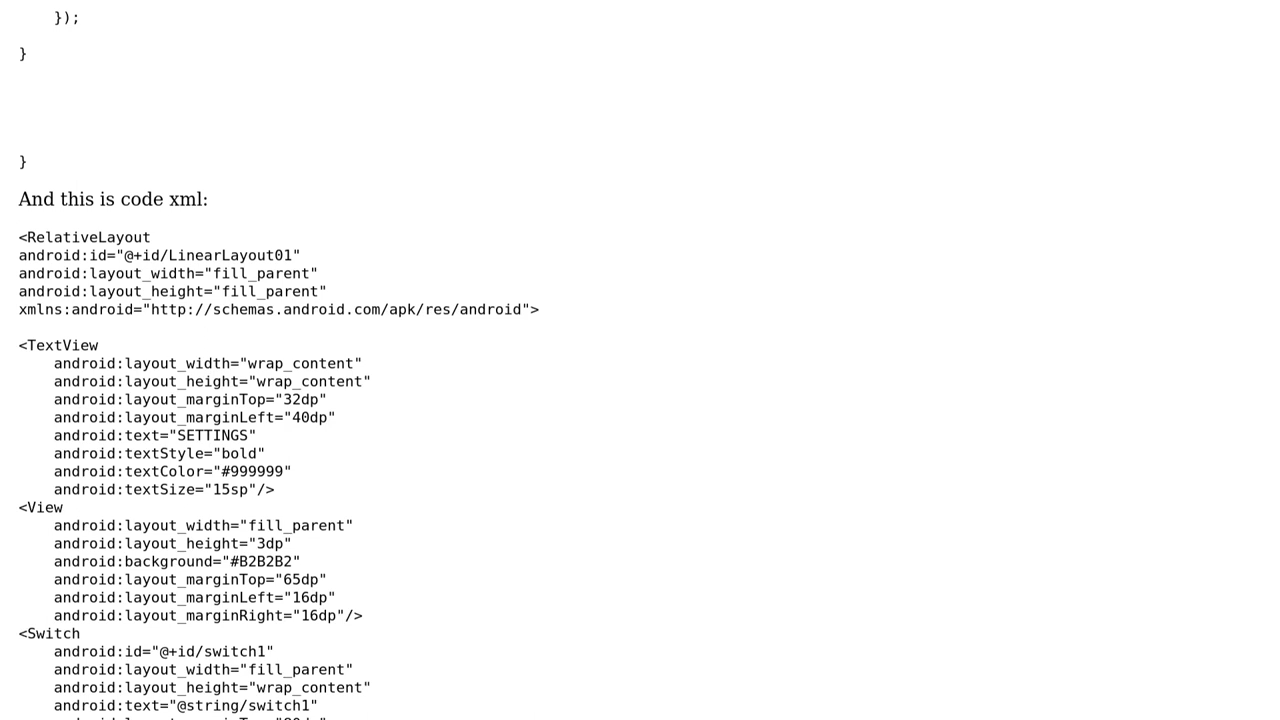 });
}
}
And this is code xml:
<RelativeLayout
android:id="@+id/LinearLayout01"
android:layout_width="fill_parent"
android:layout_height="fill_parent"
xmlns:android="http://schemas.android.com/apk/res/android">
<TextView
android:layout_width="wrap_content"
android:layout_height="wrap_content"
android:layout_marginTop="32dp"
android:layout_marginLeft="40dp"
android:text="SETTINGS"
android:textStyle="bold"
android:textColor="#999999"
android:textSize="15sp"/>
<View
android:layout_width="fill_parent"
android:layout_height="3dp"
android:background="#B2B2B2"
android:layout_marginTop="65dp"
android:layout_marginLeft="16dp"
android:layout_marginRight="16dp"/>
<Switch
android:id="@+id/switch1"
android:layout_width="fill_parent"
android:layout_height="wrap_content"
android:text="@string/switch1"